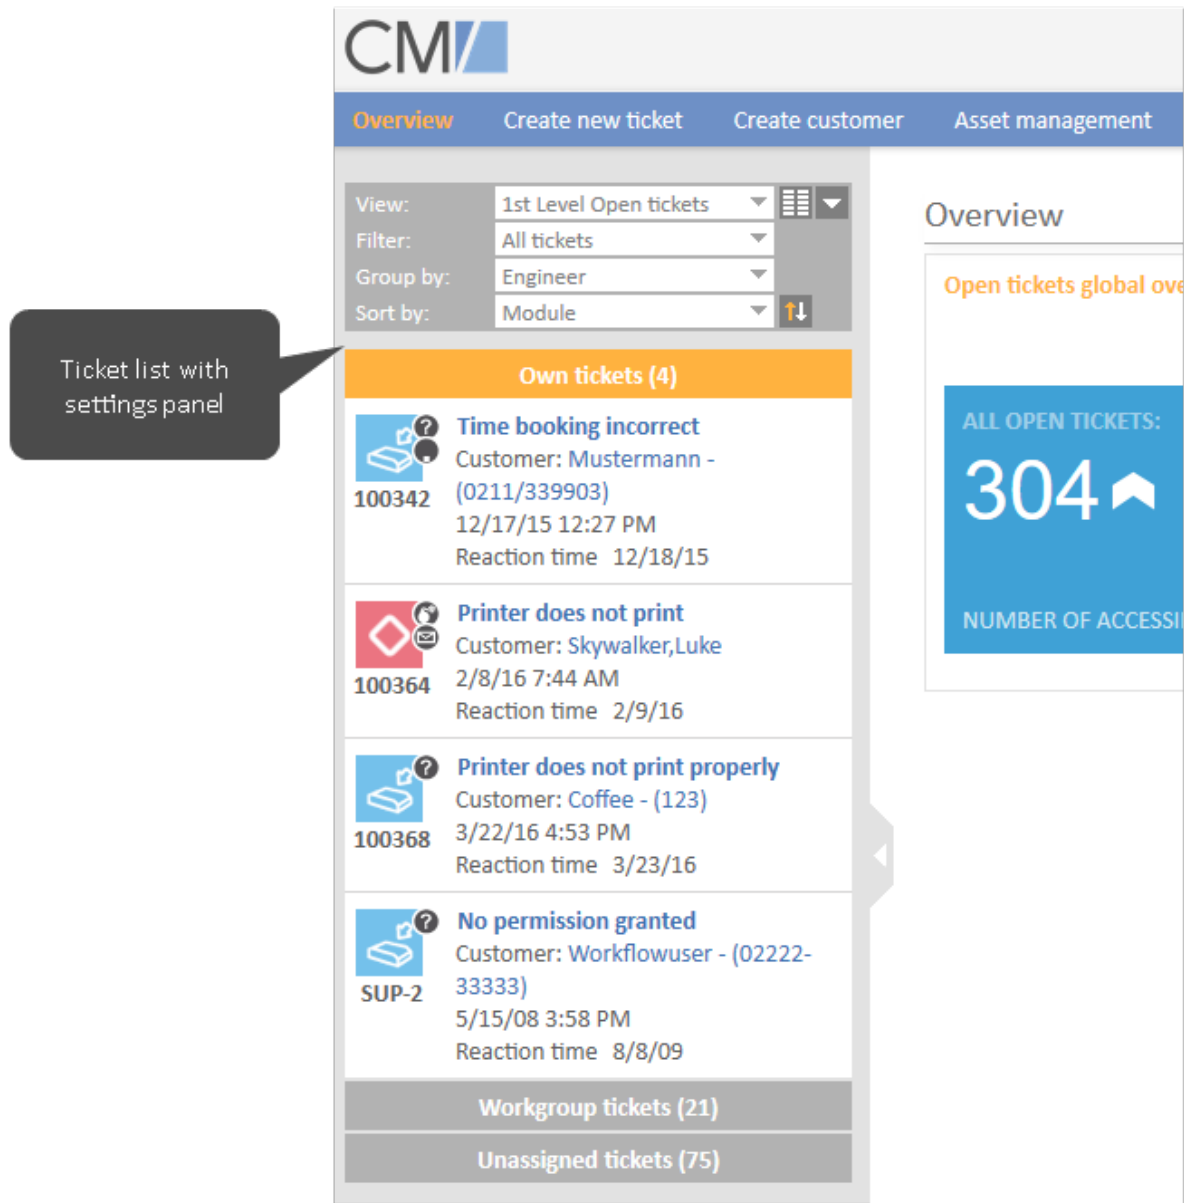 CM/
Overview Create new ticket Create customer Asset management
View: 1st Level Open tickets
Filter: All tickets
Group by: Engineer
Sort by: Module
Overview
Open tickets global ove
Ticket list with
settings panel
Own tickets (4)
Time booking incorrect
Customer: Mustermann -
(0211/339903)
12/17/15 12:27 PM
Reaction time 12/18/15
100342
Printer does not print
Customer: Skywalker,Luke
2/8/16 7:44 AM
Reaction time 2/9/16
100364
Printer does not print properly
Customer: Coffee - (123)
3/22/16 4:53 PM
Reaction time 3/23/16
100368
No permission granted
Customer: Workflowuser - (02222-
33333)
5/15/08 3:58 PM
Reaction time 8/8/09
SUP-2
Workgroup tickets (21)
Unassigned tickets (75)
ALL OPEN TICKETS:
304
NUMBER OF ACCESSI